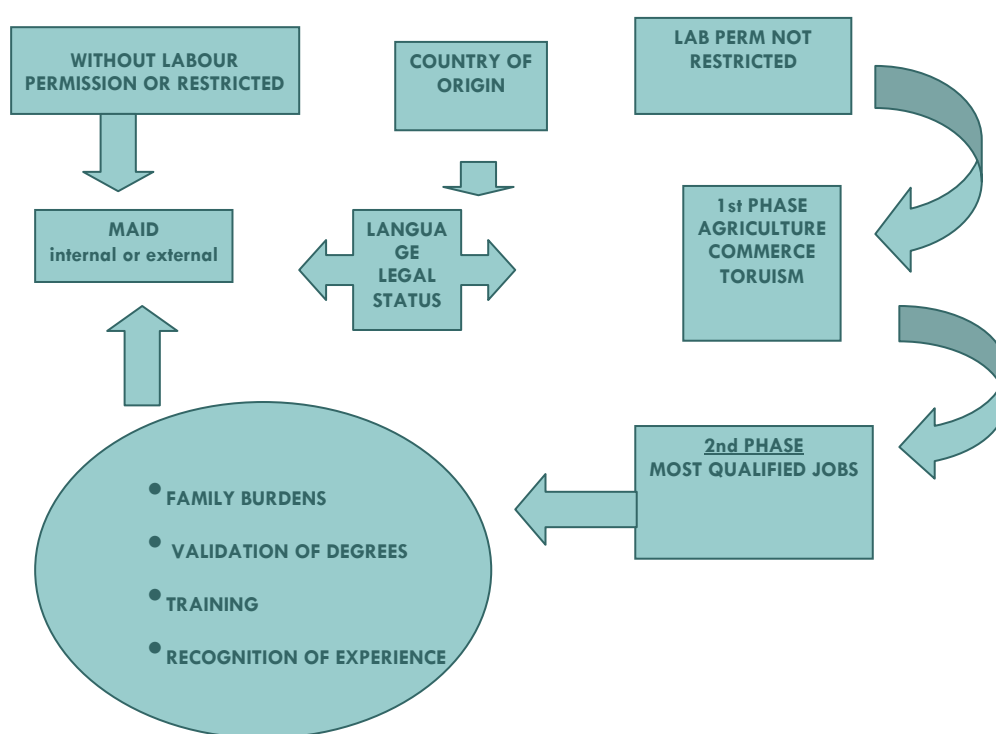 WITHOUT LABOUR
PERMISSION OR RESTRICTED
COUNTRY OF
ORIGIN
LAB PERM NOT
RESTRICTED
MAID
internal or external
LANGUA
GE
LEGAL
STATUS
1st PHASE
AGRICULTURE
COMMERCE
TORUISM
2nd PHASE
MOST QUALIFIED JOBS
• FAMILY BURDENS
• VALIDATION OF DEGREES
• TRAINING
• RECOGNITION OF EXPERIENCE